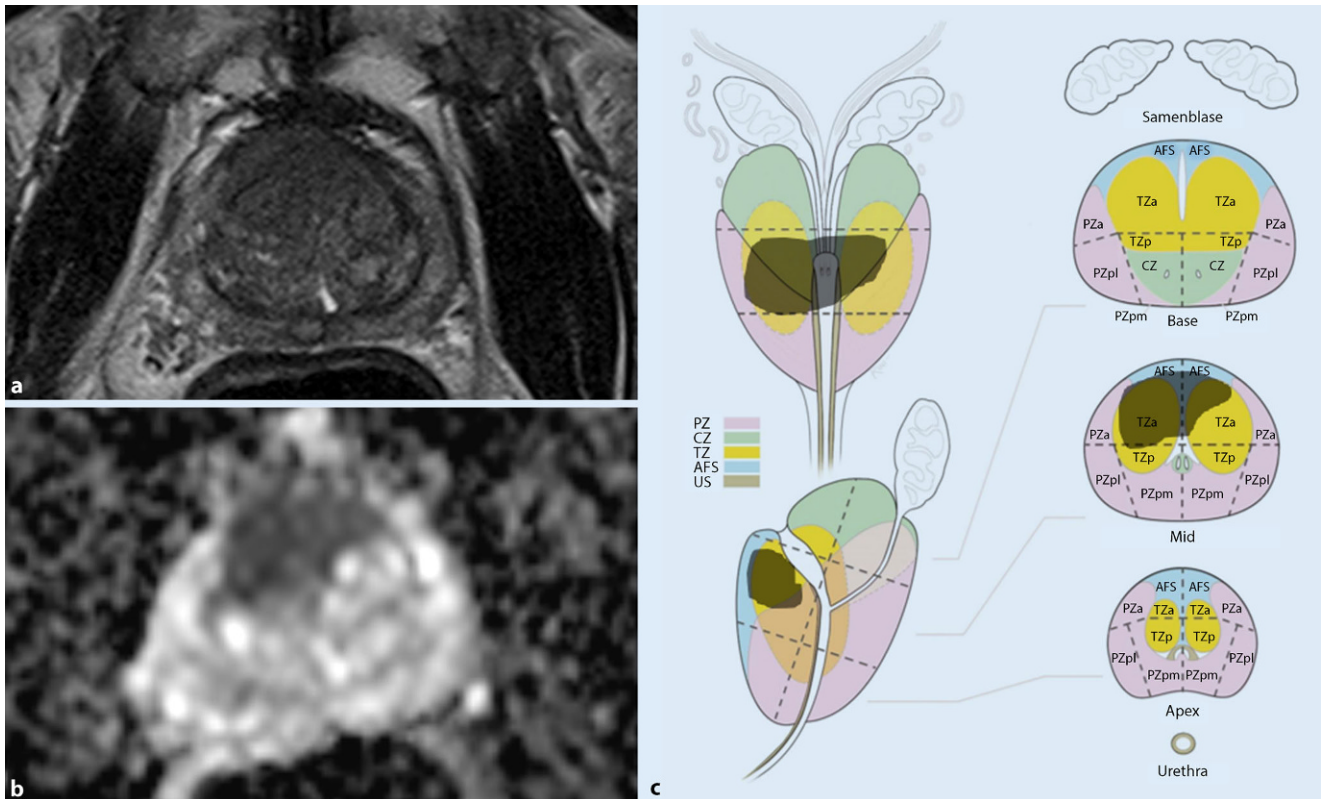 a
b
c
PZ
CZ
TZ
AFS
US
Samenblase
AFS AFS
TZa TZa
PZa PZa
TZp TZp
CZ CZ
PZpl PZpl
PZpm PZpm
Base
AFS AFS
TZa TZa
PZa PZa
TZp TZp
PZpl PZpl
PZpm PZpm
Mid
AFS AFS
PZa TZa TZa PZa
TZp TZp
PZpl PZpl
PZpm PZpm
Apex
Urethra